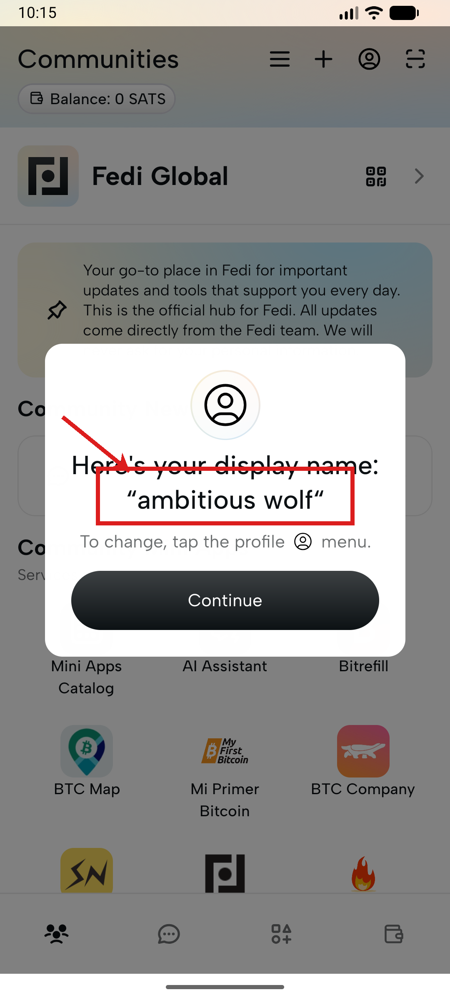 10:15
Communities
Balance: 0 SATS
Fedi Global
Your go-to place in Fedi for important
updates and tools that support you every day.
This is the official hub for Fedi. All updates
come directly from the Fedi team. We will
Co
Here's your display name:
“ambitious wolf“
To change, tap the profile menu.
Co
Serv
Continue
Mini Apps
Catalog
AI Assistant
Bitrefill
My
First
Bitcoin
BTC Map
Mi Primer
Bitcoin
BTC Company
SN